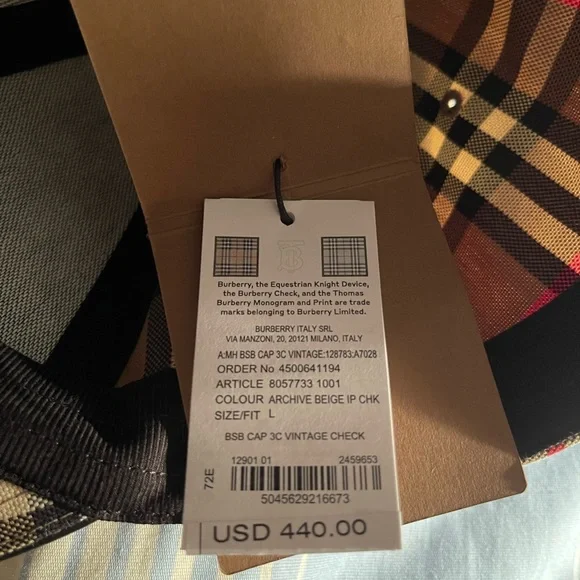 Burberry, the Equestrian Knight Device,
the Burberry Check, and the Thomas
Burberry Monogram and Print are trade
marks belonging to Burberry Limited.
BURBERRY ITALY SRL
VIA MANZONI, 20, 20121 MILANO, ITALY
A:MH BSB CAP 3C VINTAGE:128783:A7028
ORDER No 4500641194
ARTICLE 8057733 1001
COLOUR ARCHIVE BEIGE IP CHK
SIZE/FIT L
BSB CAP 3C VINTAGE CHECK
72E
12901 01 2459653
5045629216673
USD 440.00